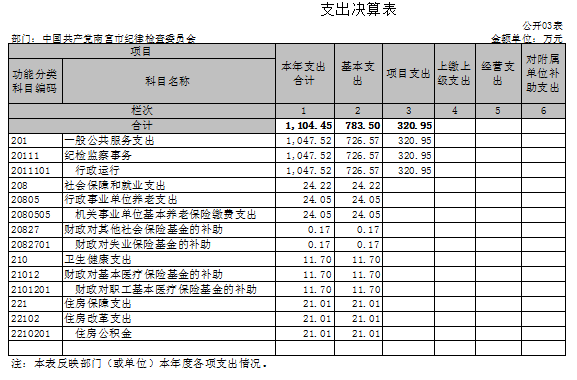 支出决算表
公开03表
部门：中国共产党南宫市纪律检查委员会 金额单位：万元
项目 本年支出合计 基本支出 项目支出 上缴上级支出 经营支出 对附属单位补助支出
功能分类科目编码 科目名称
栏次 1 2 3 4 5 6
合计 1,104.45 783.50 320.95
201 一般公共服务支出 1,047.52 726.57 320.95
20111 纪检监察事务 1,047.52 726.57 320.95
2011101 行政运行 1,047.52 726.57 320.95
208 社会保障和就业支出 24.22 24.22
20805 行政事业单位养老支出 24.05 24.05
2080505 机关事业单位基本养老保险缴费支出 24.05 24.05
20827 财政对其他社会保险基金的补助 0.17 0.17
2082701 财政对失业保险基金的补助 0.17 0.17
210 卫生健康支出 11.70 11.70
21012 财政对基本医疗保险基金的补助 11.70 11.70
2101201 财政对职工基本医疗保险基金的补助 11.70 11.70
221 住房保障支出 21.01 21.01
22102 住房改革支出 21.01 21.01
2210201 住房公积金 21.01 21.01
注：本表反映部门（或单位）本年度各项支出情况。